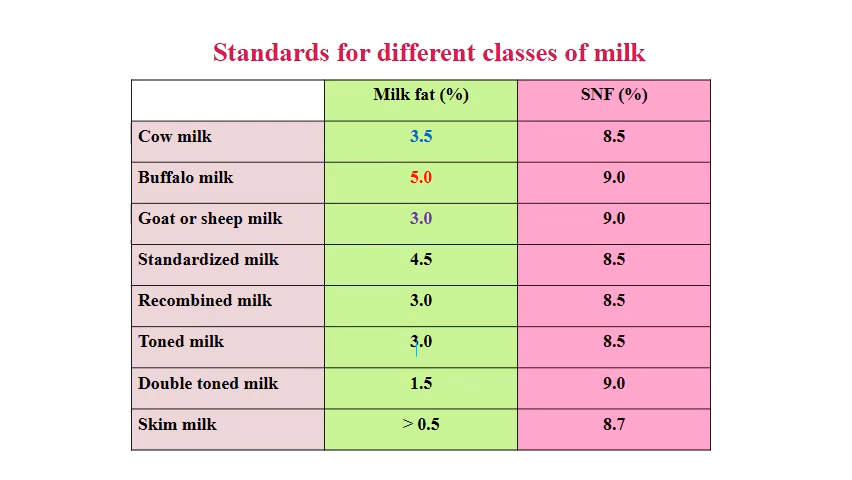 Standards for different classes of milk
Milk fat (%) SNF (%)
Cow milk 3.5 8.5
Buffalo milk 5.0 9.0
Goat or sheep milk 3.0 9.0
Standardized milk 4.5 8.5
Recombined milk 3.0 8.5
Toned milk 3.0 8.5
Double toned milk 1.5 9.0
Skim milk > 0.5 8.7